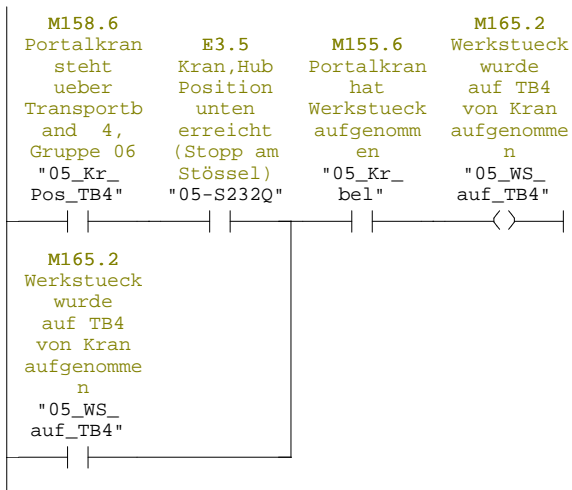 M158.6
Portalkran
steht
ueber
Transportb
and 4,
Gruppe 06
"05_Kr_
Pos_TB4"
E3.5
Kran,Hub
Position
unten
erreicht
(Stopp am
Stössel)
"05-S232Q"
M155.6
Portalkran
hat
Werkstueck
aufgenomm
en
"05_Kr_
bel"
M165.2
Werkstueck
wurde
auf TB4
von Kran
aufgenomme
n
"05_WS_
auf_TB4"
M165.2
Werkstueck
wurde
auf TB4
von Kran
aufgenomme
n
"05_WS_
auf_TB4"